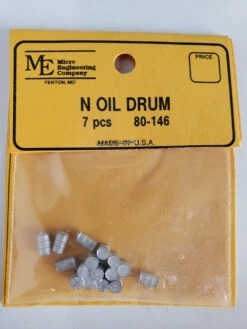 ME Micro
Engineering
Company
FENTON, MO
PRICE
N OIL DRUM
7 pcs 80-146
MADE IN U.S.A.